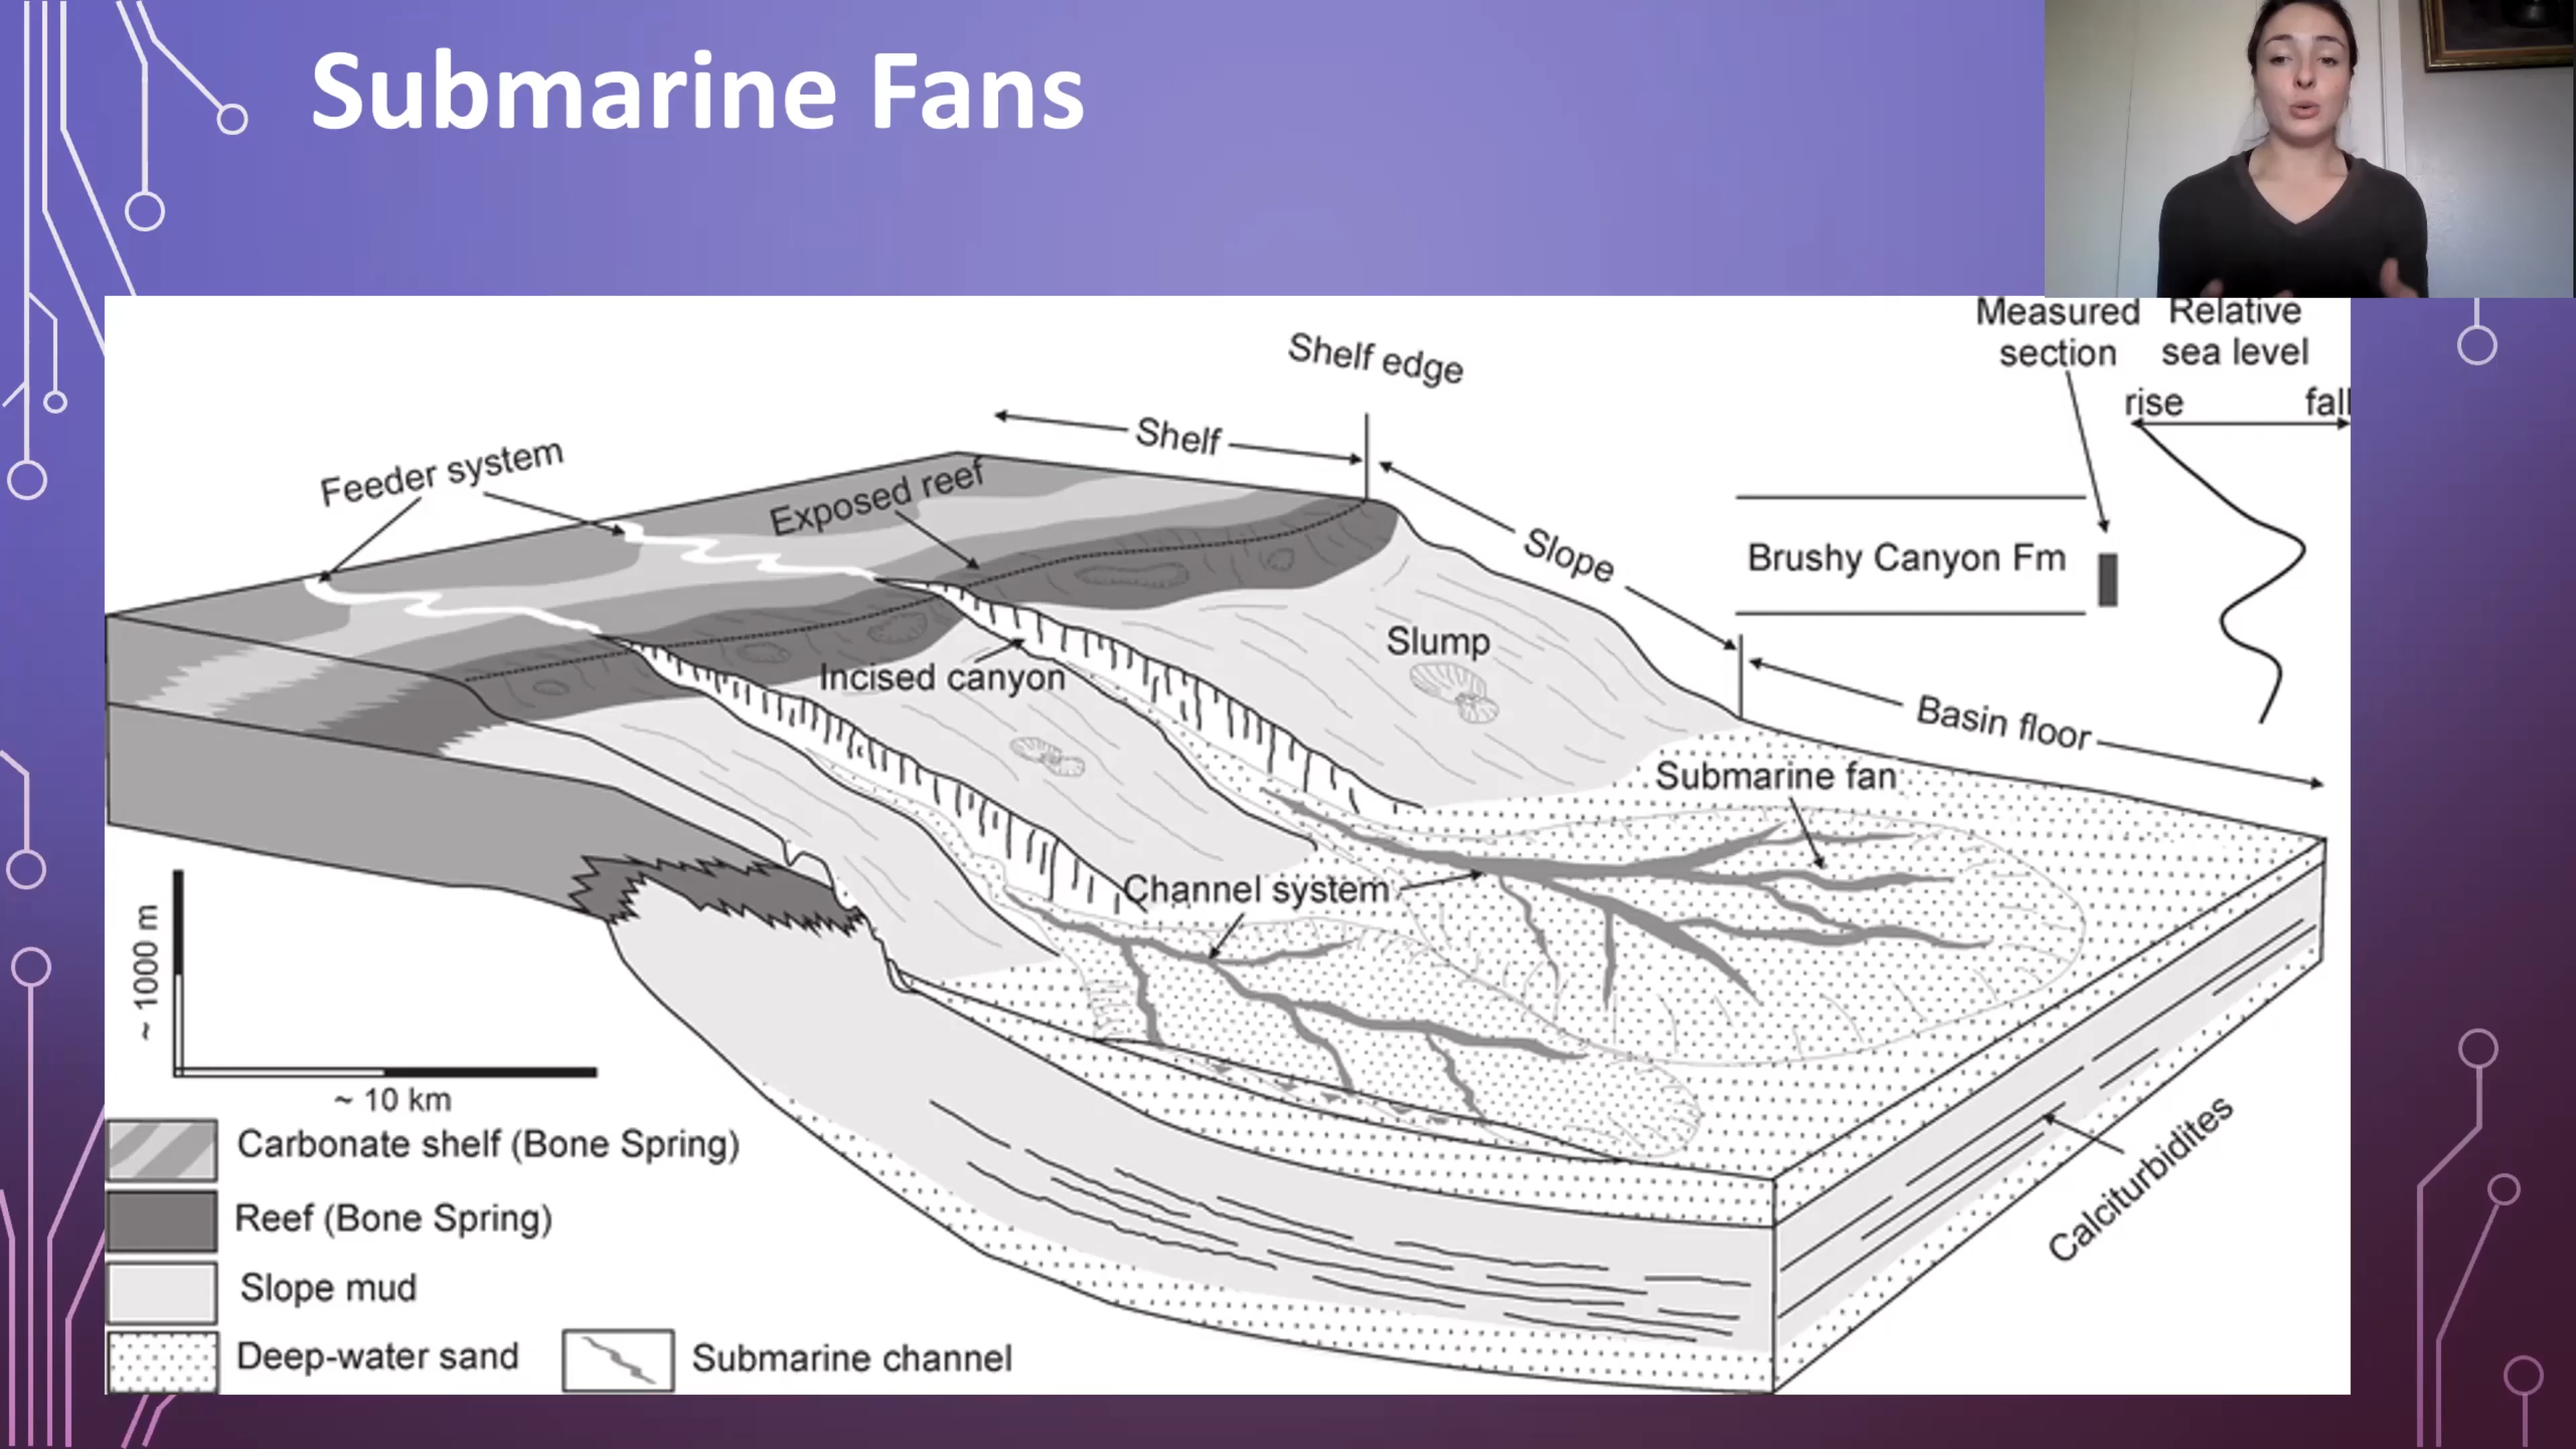 Submarine Fans
Measured
section
Relative
sea level
rise
fall
Shelf edge
Shelf
Feeder system
Exposed reef
Slope
Brushy Canyon Fm
Slump
Incised canyon
Basin floor
Submarine fan
Channel system
~ 1000 m
~ 10 km
Calciturbidites
Carbonate shelf (Bone Spring)
Reef (Bone Spring)
Slope mud
Deep-water sand
Submarine channel